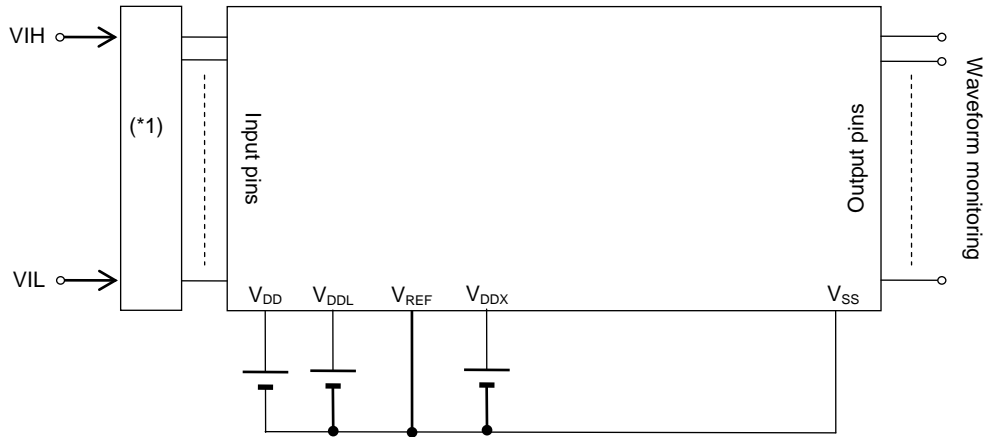 VIH
(*1)
VIL
Input pins
Output pins
Waveform monitoring
VDD
VDDL
VREF
VDDX
VSS